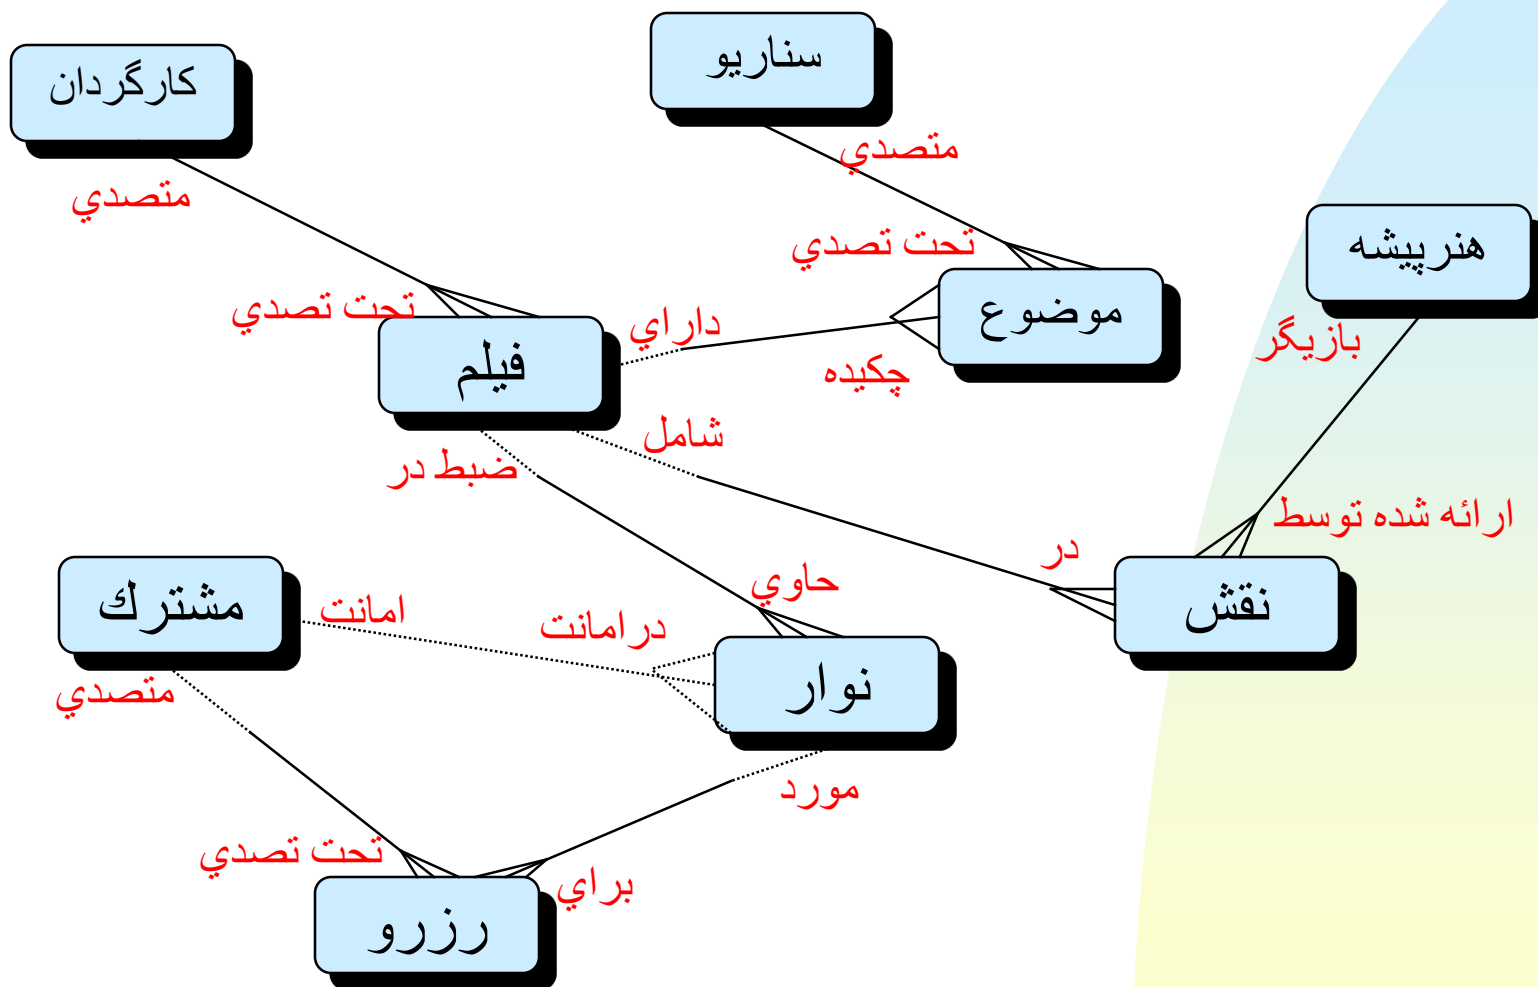 سناريو
كارگردان
متصدي
متصدي
هنرپيشه
تحت تصدي
موضوع
تحت تصدي
داراي
بازيگر
فيلم
چكيده
شامل
ضبط در
ارائه شده توسط
در
حاوي
مشترك
امانت
درامانت
نقش
متصدي
نوار
مورد
تحت تصدي
براي
رزرو